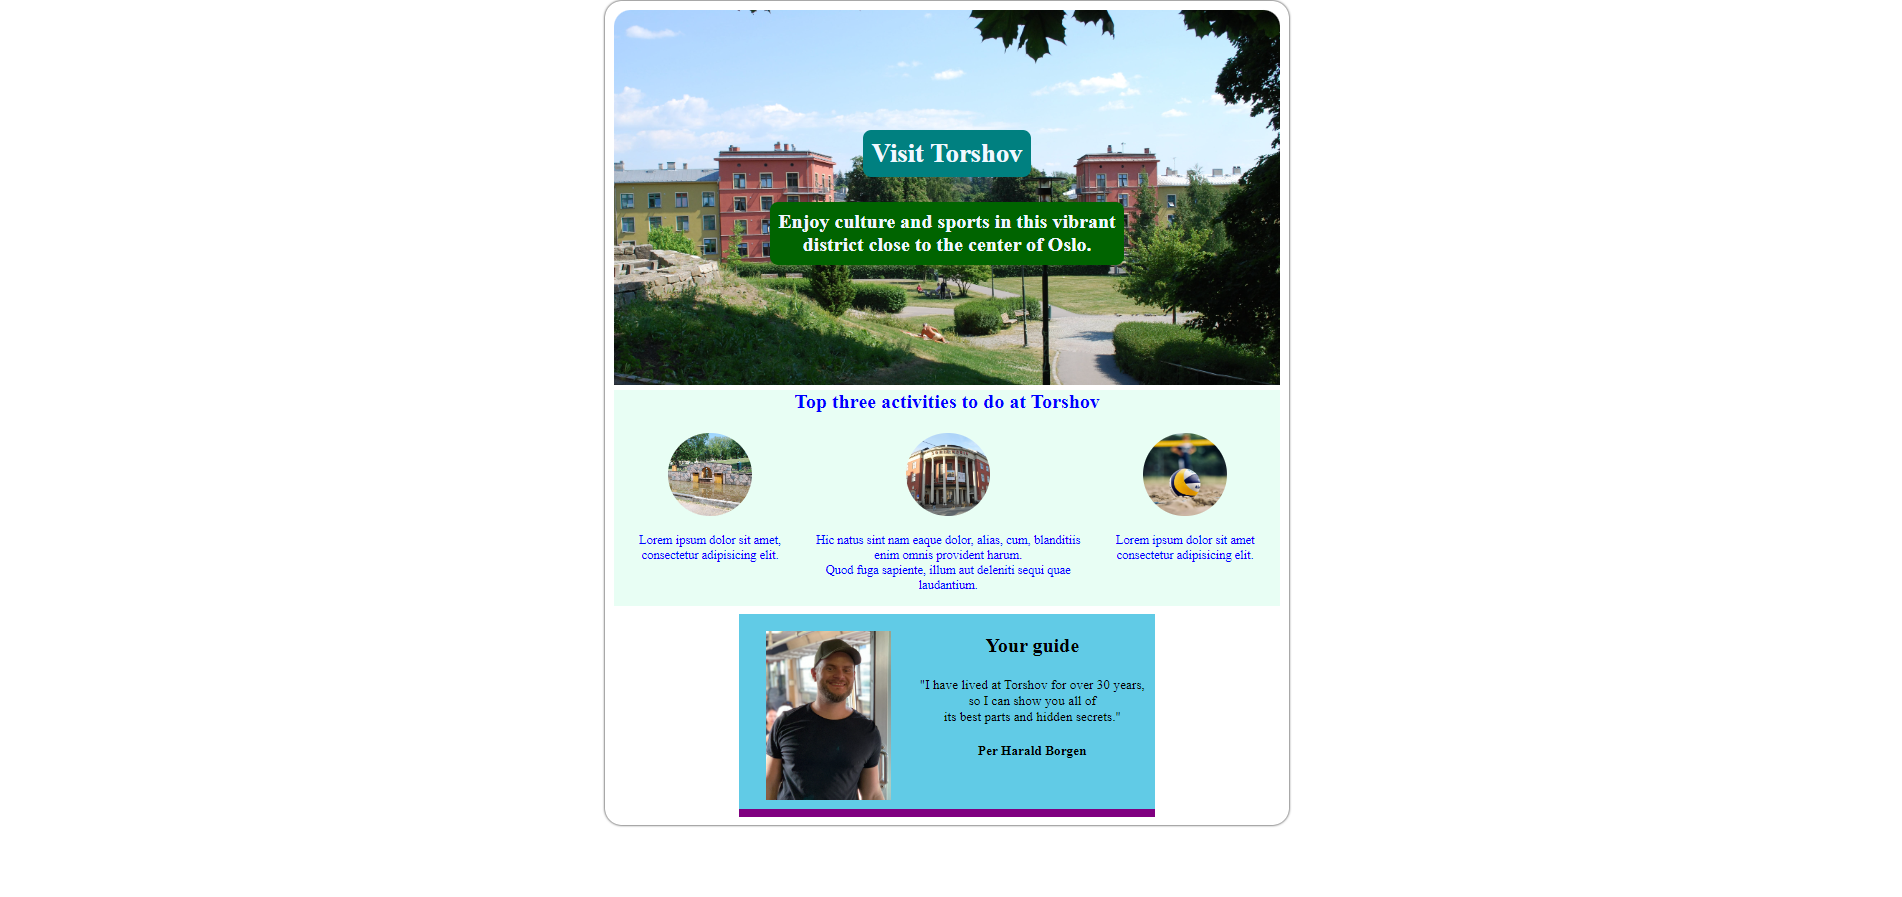 Visit Torshov
Enjoy culture and sports in this vibrant
district close to the center of Oslo.
Top three activities to do at Torshov
Lorem ipsum dolor sit amet,
consectetur adipisicing elit.
Hic natus sint nam eaque dolor, alias, cum, blanditiis
enim omnis provident harum.
Quod fuga sapiente, illum aut deleniti sequi quae
laudantium.
Lorem ipsum dolor sit amet
consectetur adipisicing elit.
Your guide
"I have lived at Torshov for over 30 years,
so I can show you all of
its best parts and hidden secrets."
Per Harald Borgen